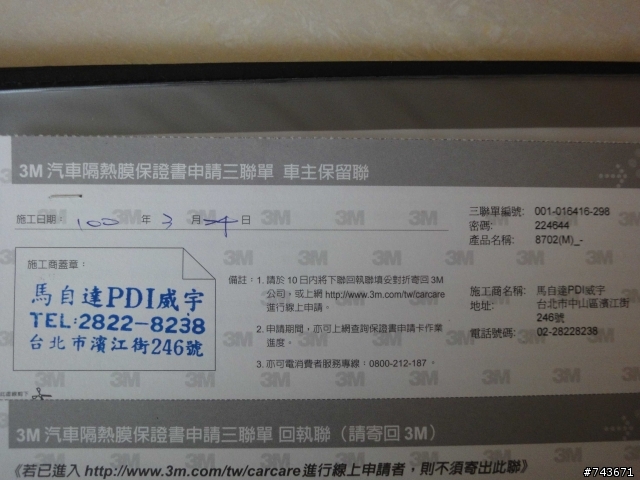 3M 汽車隔熱膜保證書申請三聯單 車主保留聯
施工日期: 100 年 3 月 24 日
三聯單編號: 001-016416-298
密碼: 224644
產品名稱: 8702(M)_-
施工商蓋章:
馬自達PDI威宇
TEL:2822-8238
台北市濱江街246號
備註: 1. 請於 10 日內將下聯回執聯填妥對折寄回 3M
公司，或上網 http://www.3m.com/tw/carcare
進行線上申請。
2. 申請期間，亦可上網查詢保證書申請卡作業
進度。
3. 亦可電消費者服務專線：0800-212-187 。
施工商名稱: 馬自達PDI威宇
地址: 台北市中山區濱江街
246號
電話號碼: 02-28228238
3M 汽車隔熱膜保證書申請三聯單 回執聯（請寄回 3M）
《若已進入 http://www.3m.com/tw/carcare 進行線上申請者，則不須寄出此聯》
#743671